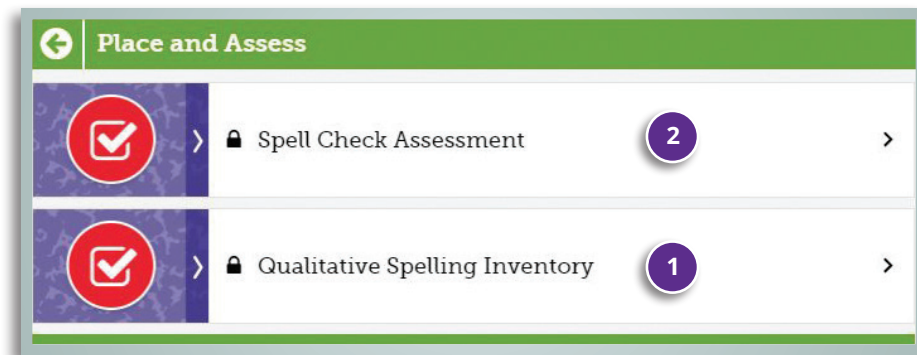 Place and Assess
Spell Check Assessment 2
Qualitative Spelling Inventory 1